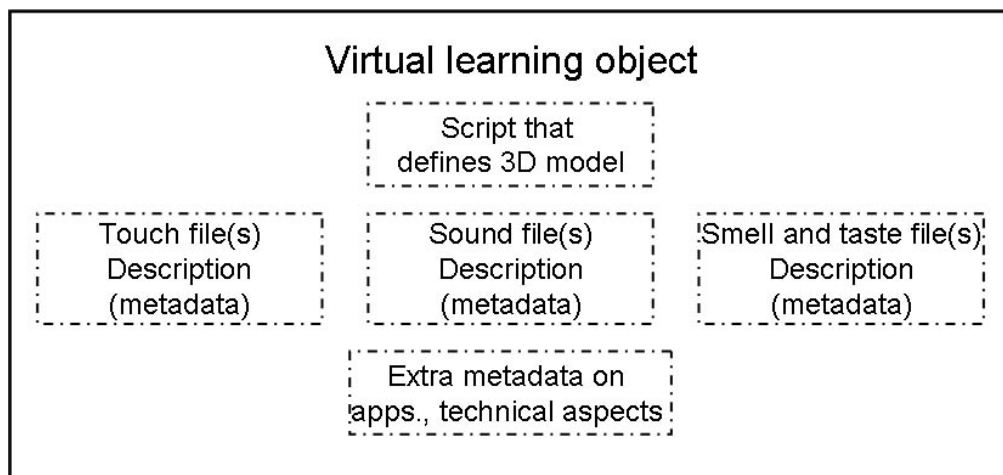 Virtual learning object
Script that
defines 3D model
Touch file(s)
Description
(metadata)
Sound file(s)
Description
(metadata)
Smell and taste file(s)
Description
(metadata)
Extra metadata on
apps., technical aspects